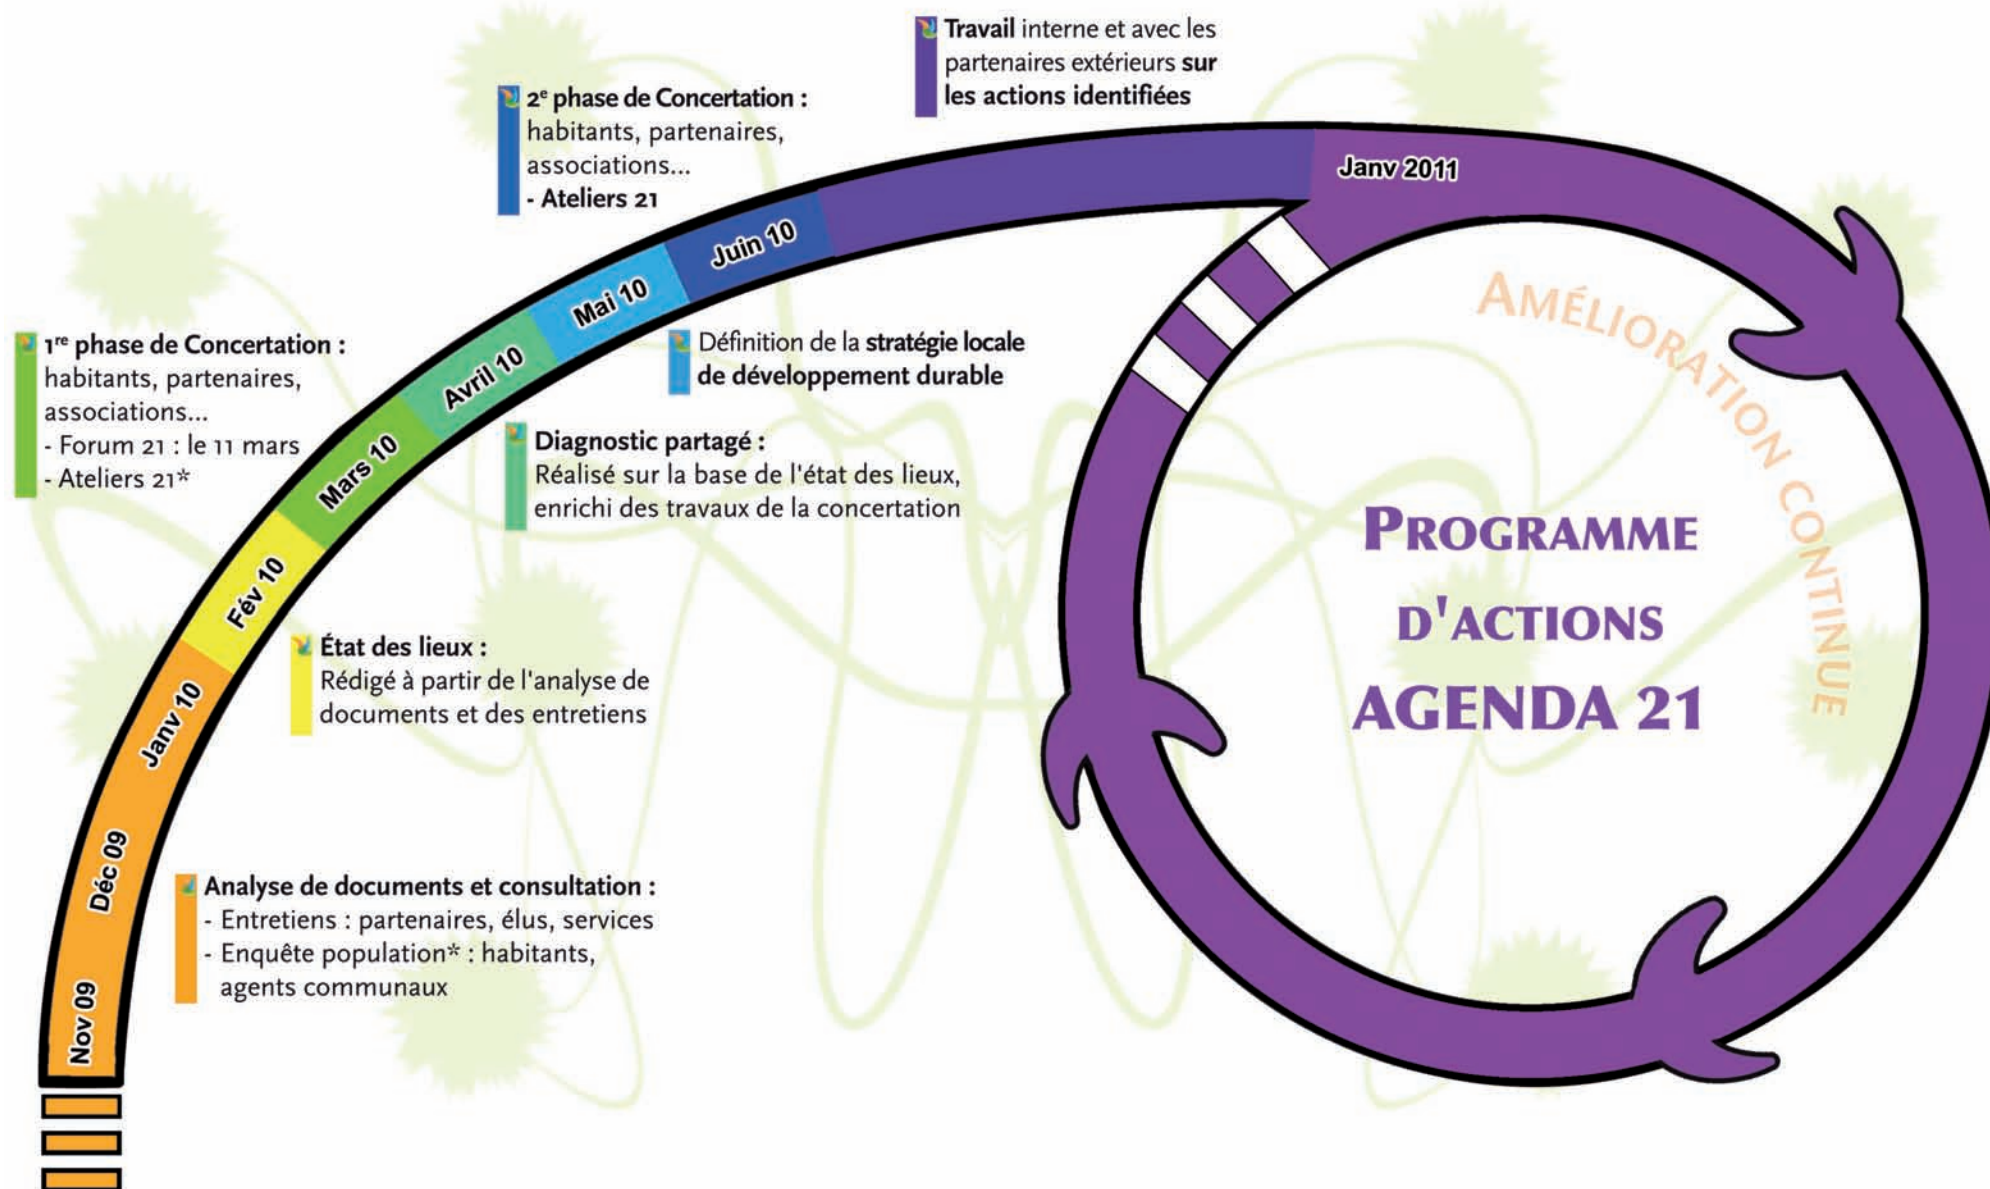 Travail interne et avec les
partenaires extérieurs sur
les actions identifiées
2e phase de Concertation :
habitants, partenaires,
associations...
- Ateliers 21
Janv 2011
Juin 10
Mai 10
Définition de la stratégie locale
de développement durable
1re phase de Concertation :
habitants, partenaires,
associations...
- Forum 21 : le 11 mars
- Ateliers 21*
Avril 10
Diagnostic partagé :
Réalisé sur la base de l'état des lieux,
enrichi des travaux de la concertation
Mars 10
Fév 10
État des lieux :
Rédigé à partir de l'analyse de
documents et des entretiens
Janv 10
Déc 09
Analyse de documents et consultation :
- Entretiens : partenaires, élus, services
- Enquête population* : habitants,
agents communaux
Nov 09
AMÉLIORATION CONTINUE
PROGRAMME
D'ACTIONS
AGENDA 21